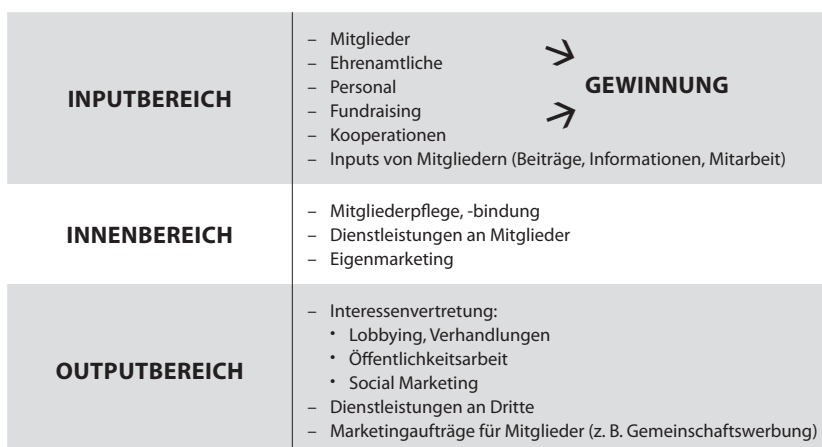 INPUTBEREICH
– Mitglieder
– Ehrenamtliche
– Personal
– Fundraising
– Kooperationen
– Inputs von Mitgliedern (Beiträge, Informationen, Mitarbeit)
GEWINNUNG
INNENBEREICH
– Mitgliederpflege, -bindung
– Dienstleistungen an Mitglieder
– Eigenmarketing
OUTPUTBEREICH
– Interessenvertretung:
• Lobbying, Verhandlungen
• Öffentlichkeitsarbeit
• Social Marketing
– Dienstleistungen an Dritte
– Marketingaufträge für Mitglieder (z. B. Gemeinschaftswerbung)